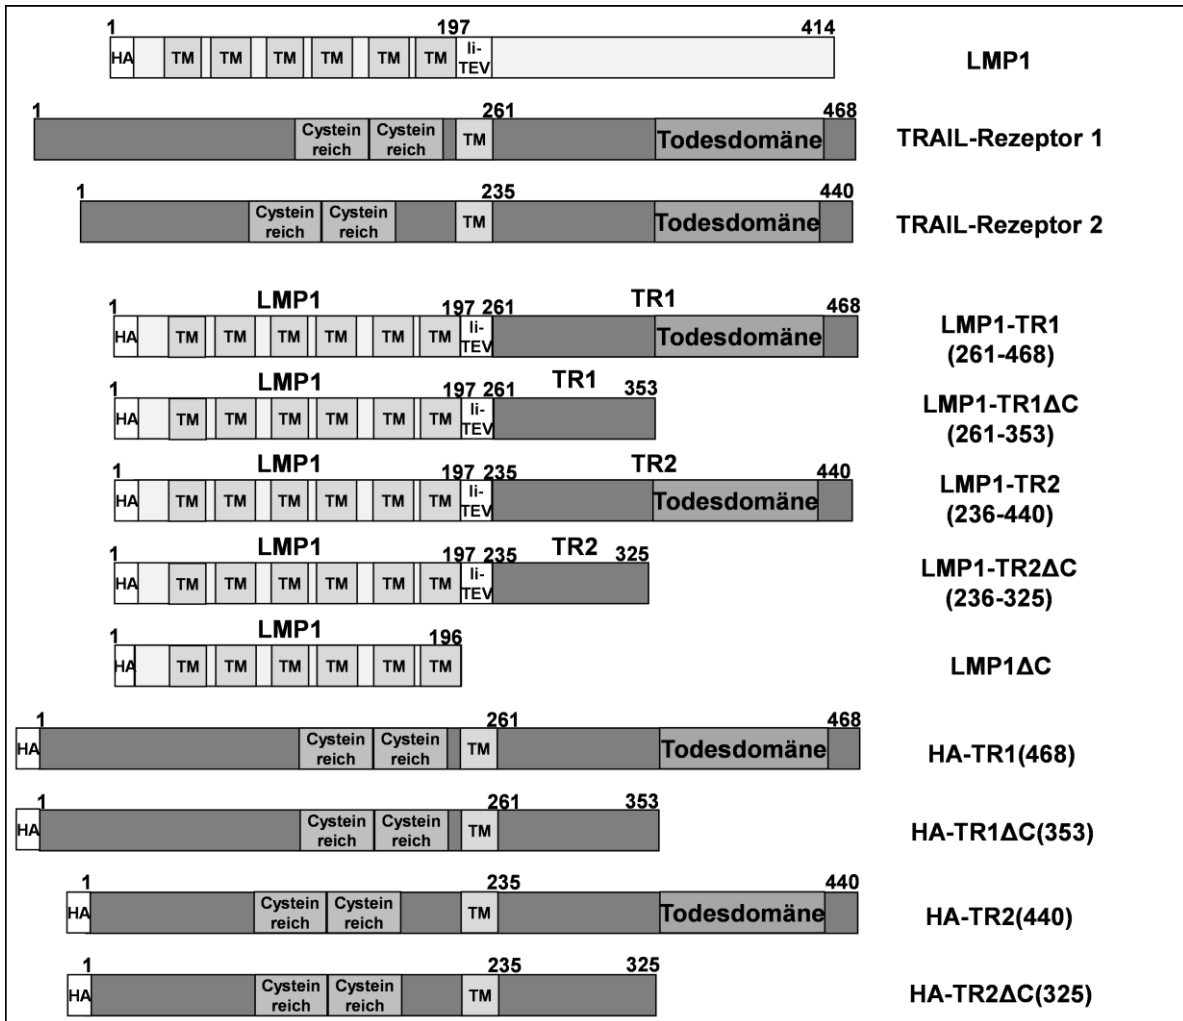 1 197 414
HA TM TM TM TM TM TM li-
TEV
LMP1
1 261 468
Cystein
reich
Cystein
reich
TM Todesdomäne
TRAIL-Rezeptor 1
1 235 440
Cystein
reich
Cystein
reich
TM Todesdomäne
TRAIL-Rezeptor 2
LMP1 TR1
1 197 261 468
HA TM TM TM TM TM TM li-
TEV
Todesdomäne
LMP1-TR1
(261-468)
LMP1 TR1
1 197 261 353
HA TM TM TM TM TM TM li-
TEV
LMP1-TR1ΔC
(261-353)
LMP1 TR2
1 197 235 440
HA TM TM TM TM TM TM li-
TEV
Todesdomäne
LMP1-TR2
(236-440)
LMP1 TR2
1 197 235 325
HA TM TM TM TM TM TM li-
TEV
LMP1-TR2ΔC
(236-325)
LMP1
1 196
HA TM TM TM TM TM TM
LMP1ΔC
1 261 468
HA Cystein
reich
Cystein
reich
TM Todesdomäne
HA-TR1(468)
1 261 353
HA Cystein
reich
Cystein
reich
TM
HA-TR1ΔC(353)
1 235 440
HA Cystein
reich
Cystein
reich
TM Todesdomäne
HA-TR2(440)
1 235 325
HA Cystein
reich
Cystein
reich
TM
HA-TR2ΔC(325)